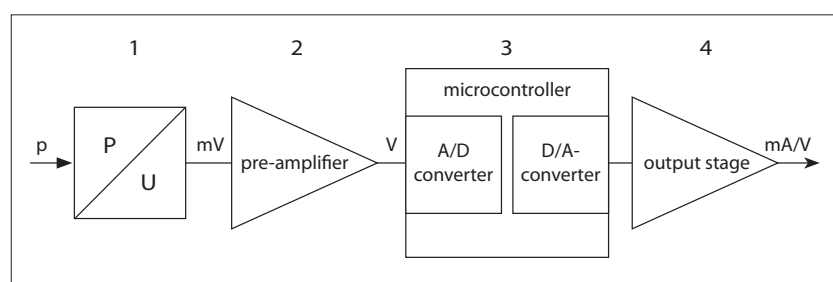 1 2 3 4
microcontroller
p P U mV pre-amplifier V A/D converter D/A- converter output stage mA/V